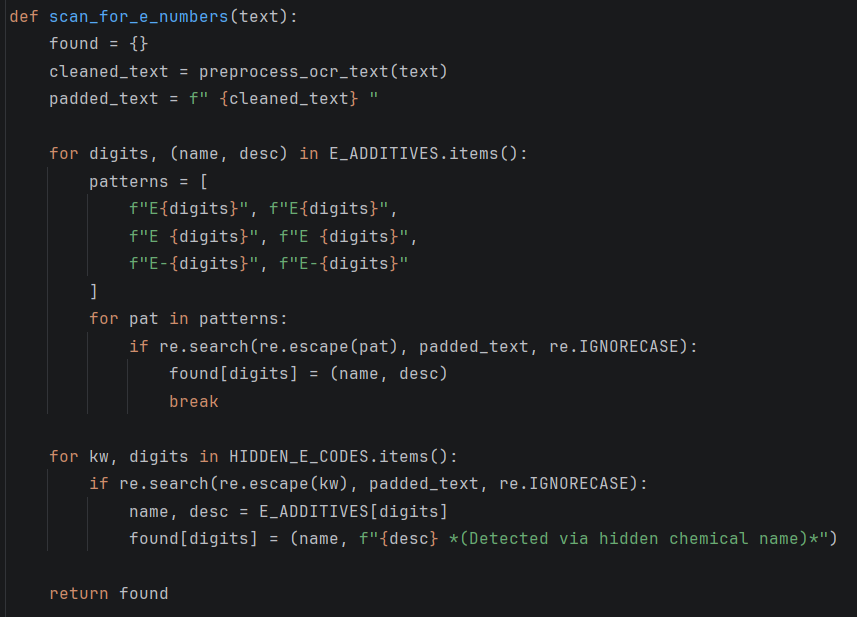 def scan_for_e_numbers(text):
    found = {}
    cleaned_text = preprocess_ocr_text(text)
    padded_text = f" {cleaned_text} "

    for digits, (name, desc) in E_ADDITIVES.items():
        patterns = [
            f"E{digits}", f"Е{digits}",
            f"E {digits}", f"Е {digits}",
            f"E-{digits}", f"Е-{digits}"
        ]
        for pat in patterns:
            if re.search(re.escape(pat), padded_text, re.IGNORECASE):
                found[digits] = (name, desc)
                break

    for kw, digits in HIDDEN_E_CODES.items():
        if re.search(re.escape(kw), padded_text, re.IGNORECASE):
            name, desc = E_ADDITIVES[digits]
            found[digits] = (name, f"{desc} *(Detected via hidden chemical name)*")

    return found